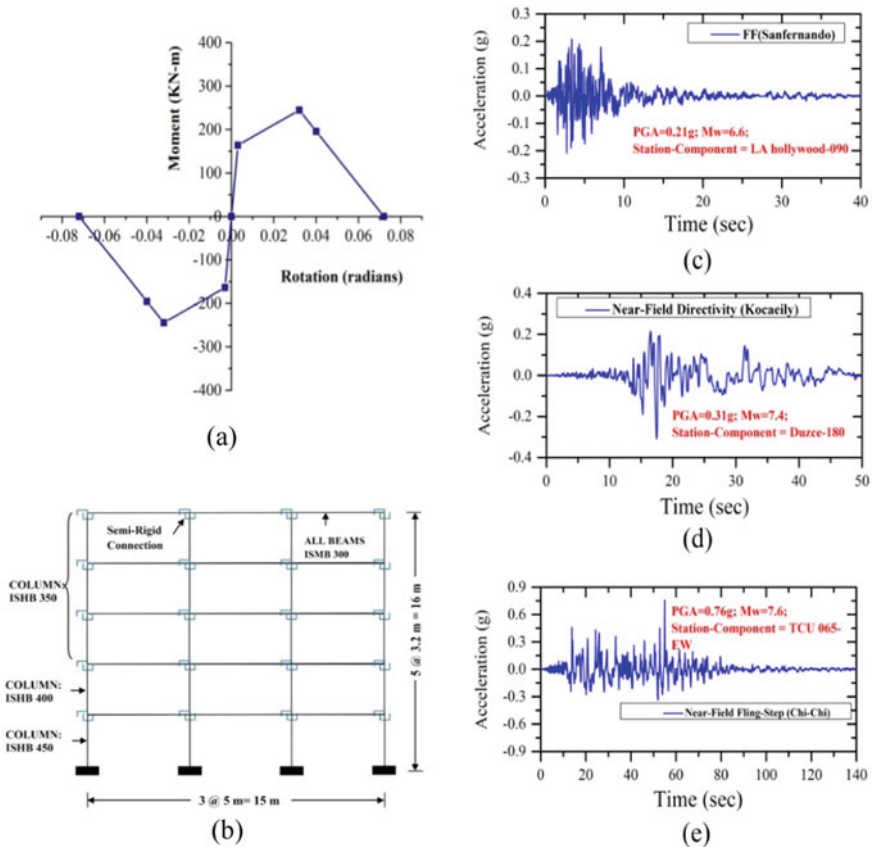 400
300
200
100
0
-100
-200
-300
-400
Moment (KN-m)
-0.08 -0.06 -0.04 -0.02 0.00 0.02 0.04 0.06 0.08
Rotation (radians)
(a)
Semi-Rigid
Connection
ALL BEAMS
ISMB 300
COLUMN:
ISHB 350
COLUMN:
ISHB 400
COLUMN:
ISHB 450
5 @ 3.2 m = 16 m
3 @ 5 m= 15 m
(b)
0.3
0.2
0.1
0.0
-0.1
-0.2
-0.3
Acceleration (g)
FF(Sanfernando)
PGA=0.21g; Mw=6.6;
Station-Component = LA hollywood-090
0 10 20 30 40
Time (sec)
(c)
0.4
0.2
0.0
-0.2
-0.4
Acceleration (g)
Near-Field Directivity (Kocaeily)
PGA=0.31g; Mw=7.4;
Station-Component = Duzce-180
0 10 20 30 40 50
Time (sec)
(d)
0.9
0.6
0.3
0.0
-0.3
-0.6
-0.9
Acceleration (g)
PGA=0.76g; Mw=7.6;
Station-Component = TCU 065-
EW
Near-Field Fling-Step (Chi-Chi)
0 20 40 60 80 100 120 140
Time (sec)
(e)